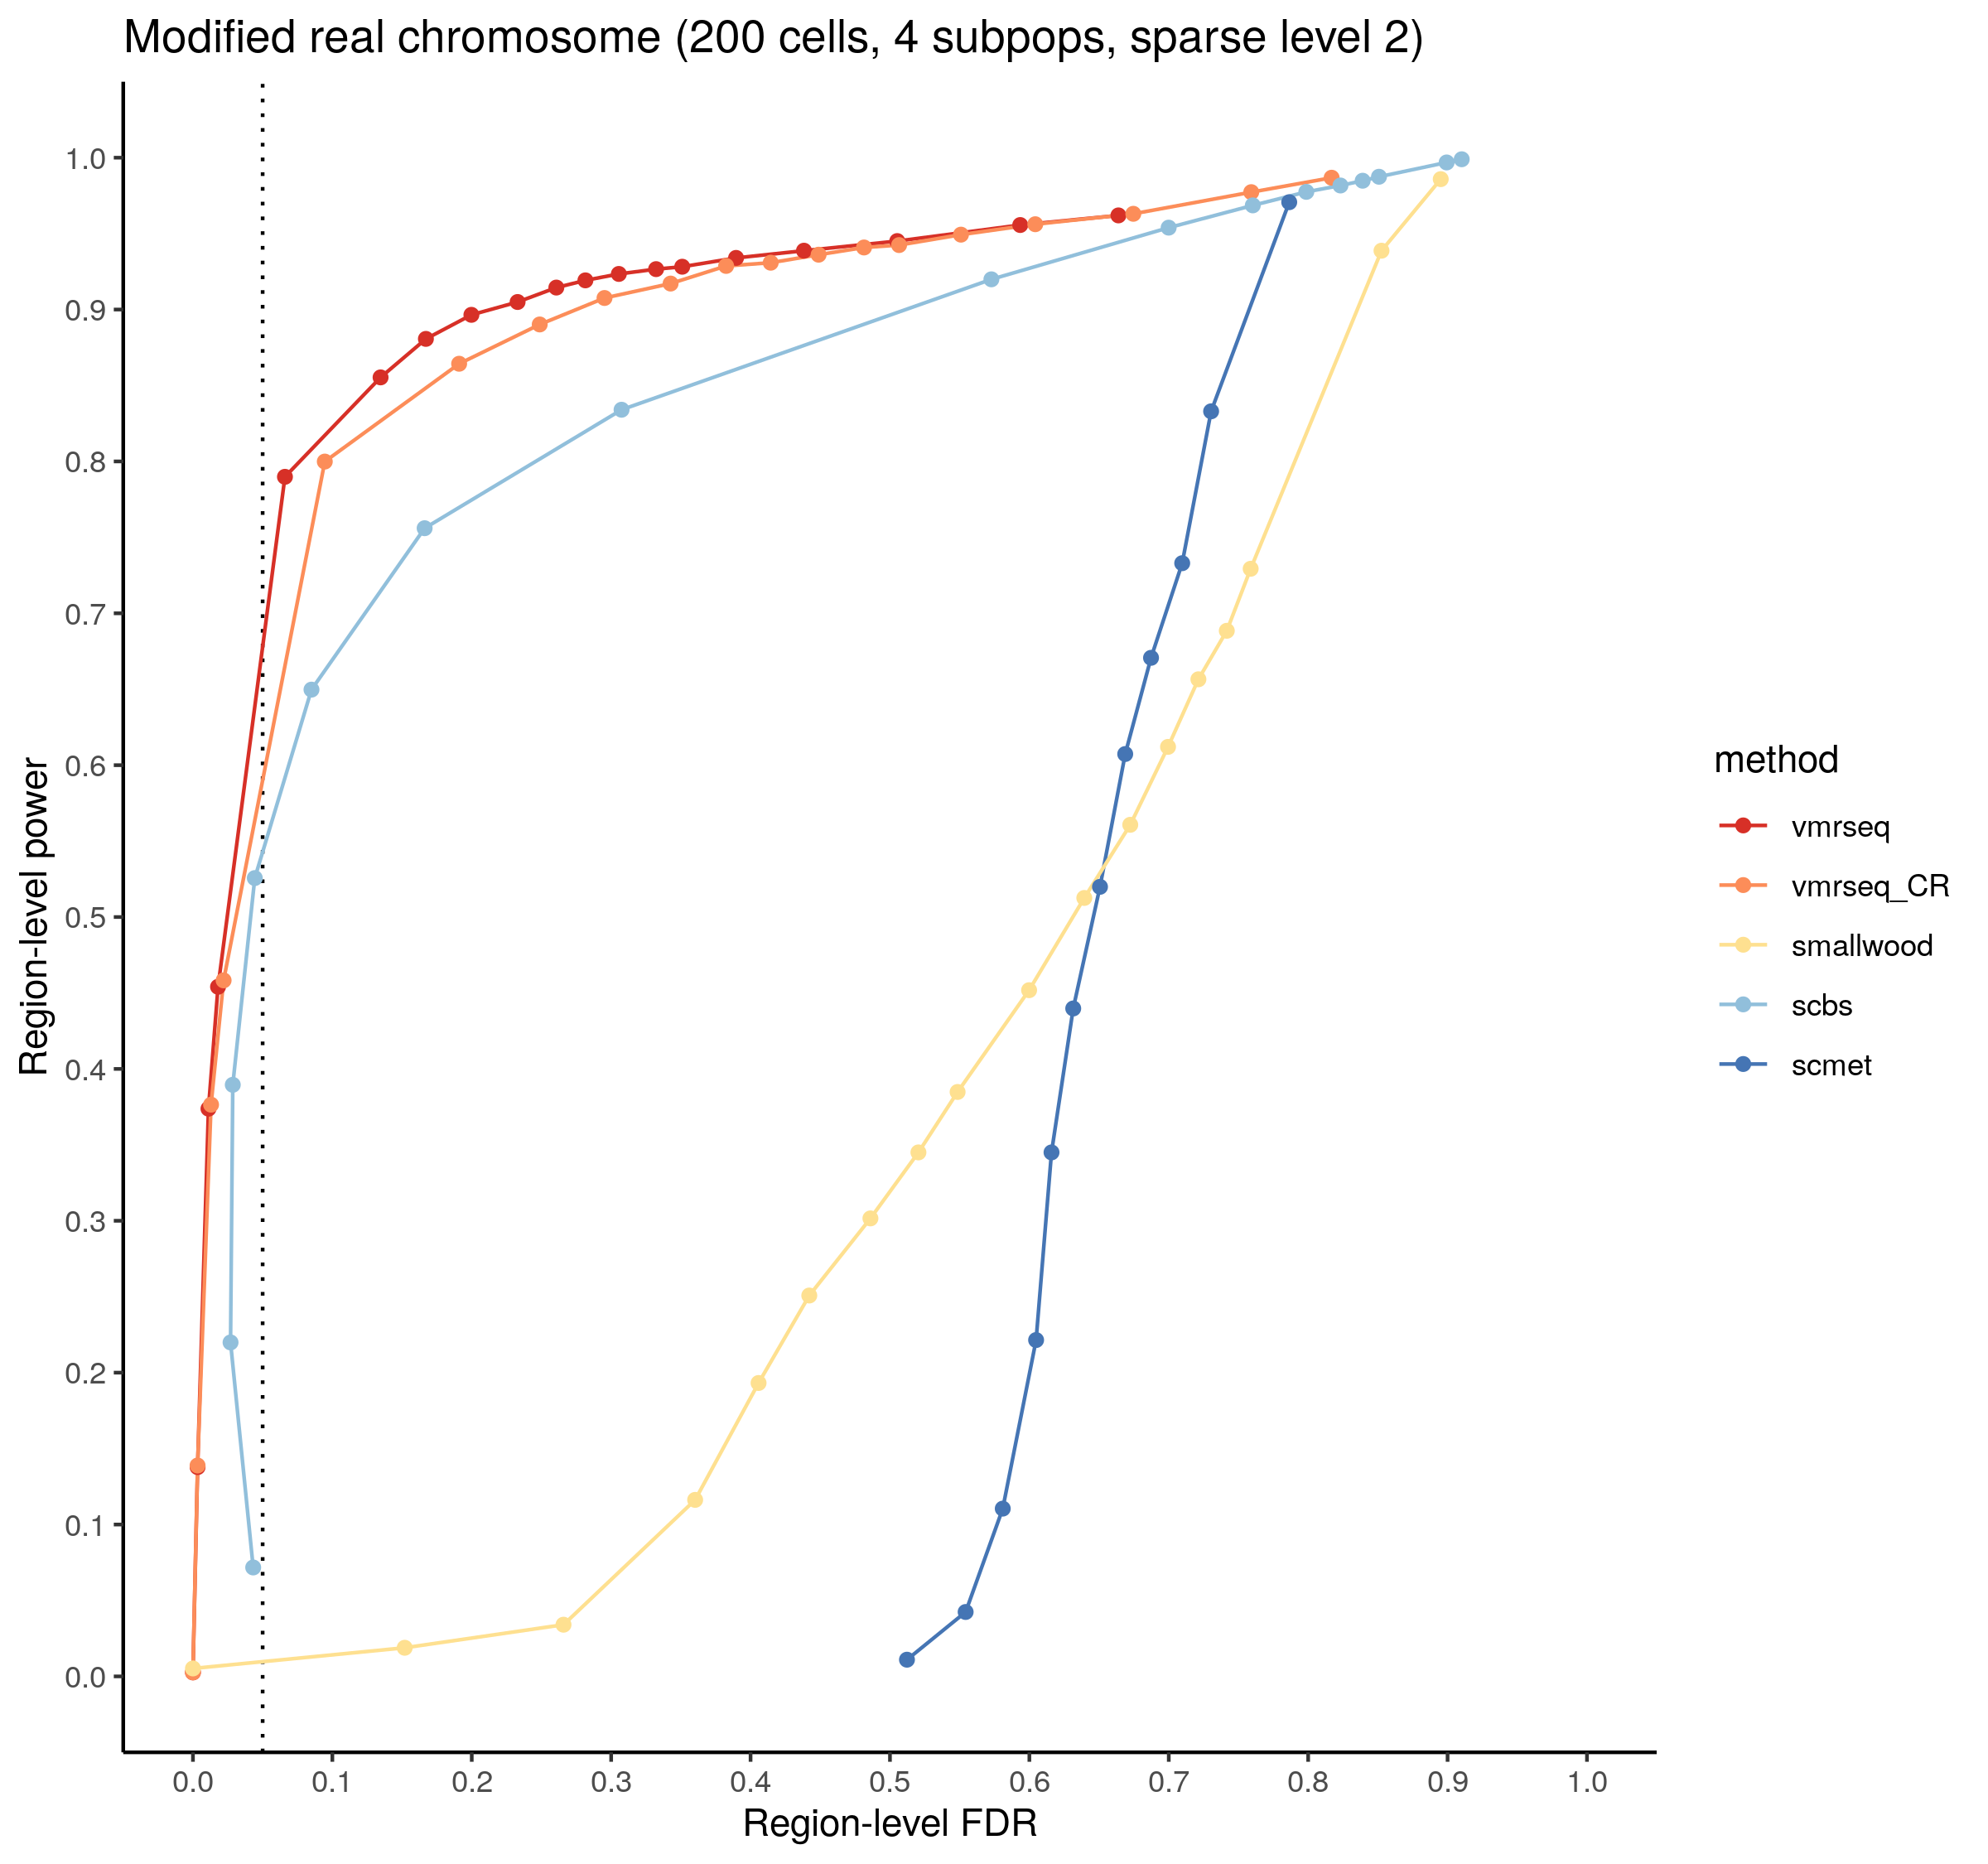 Modified real chromosome (200 cells, 4 subpops, sparse level 2)
Region-level power
1.0
0.9
0.8
0.7
0.6
0.5
0.4
0.3
0.2
0.1
0.0
0.0 0.1 0.2 0.3 0.4 0.5 0.6 0.7 0.8 0.9 1.0
Region-level FDR
method
vmrseq
vmrseq_CR
smallwood
scbs
scmet